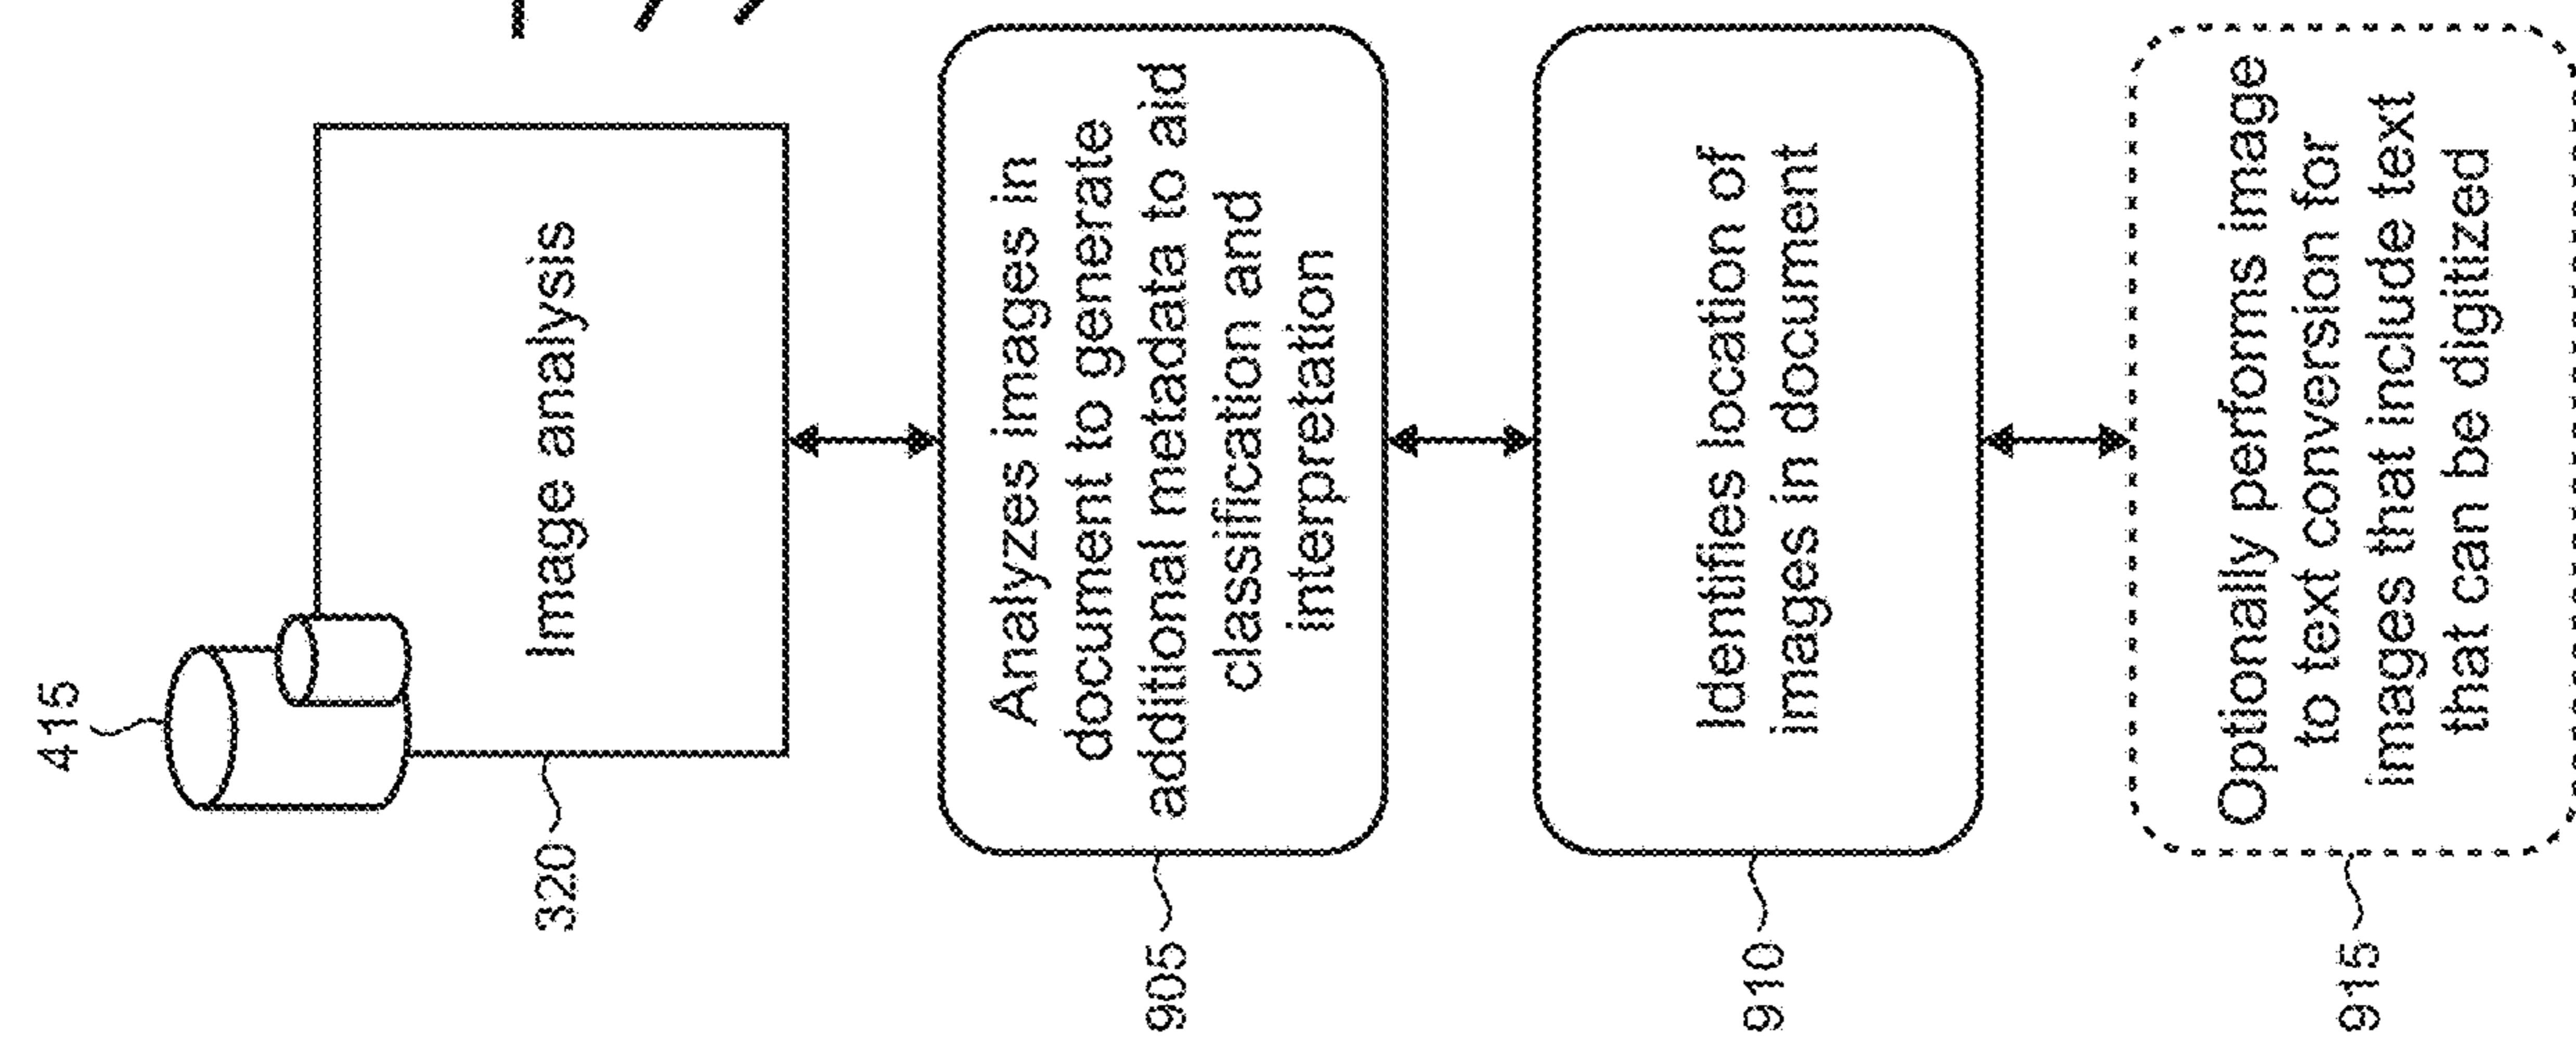 415
320
Image analysis
905
Analyzes images in
document to generate
additional metadata to aid
classification and
interpretation
910
Identifies location of
images in document
915
Optionally performs image
to text conversion for
images that include text
that can be digitized